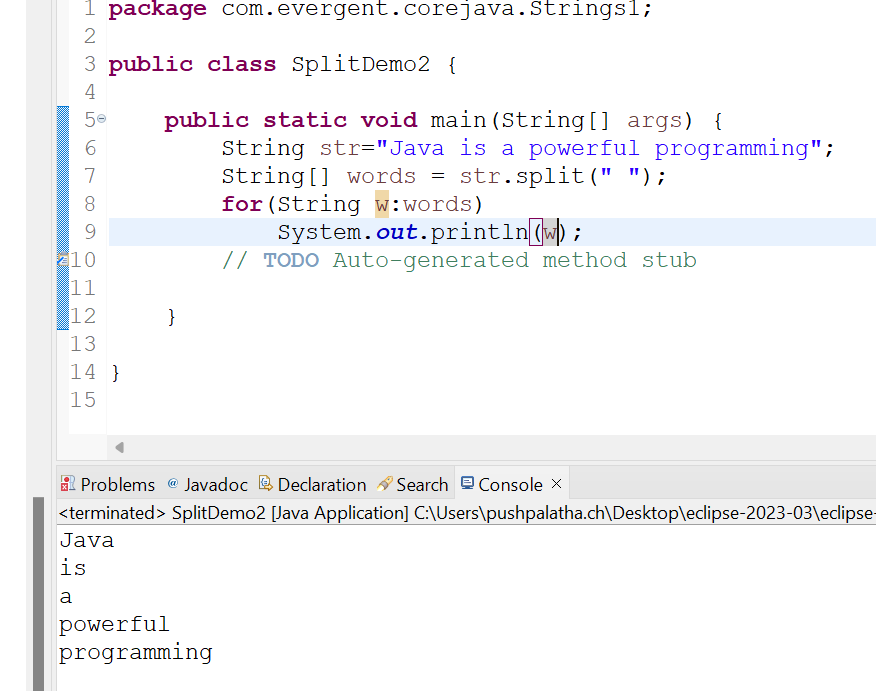 1 package com.evergent.corejava.Strings1;
2
3 public class SplitDemo2 {
4
5 public static void main(String[] args) {
6 String str="Java is a powerful programming";
7 String[] words = str.split(" ");
8 for(String w:words)
9 System.out.println(w);
10 // TODO Auto-generated method stub
11
12 }
13
14 }
15
Problems @ Javadoc Declaration Search Console ×
<terminated> SplitDemo2 [Java Application] C:\Users\pushpalatha.ch\Desktop\eclipse-2023-03\eclipse-
Java
is
a
powerful
programming